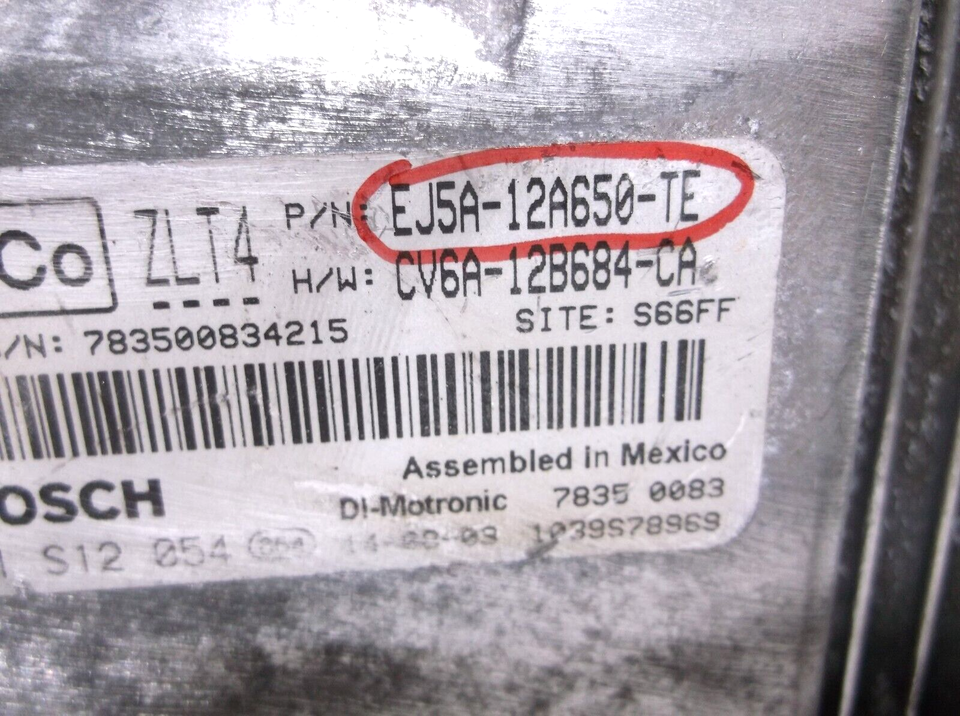 Co ZLT4 P/N: EJ5A-12A650-TE
H/W: CV6A-12B684-CA
/N: 783500834215 SITE: S66FF
Assembled in Mexico
OSCH DI-Motronic 7835 0083
S12 054 1039S78969